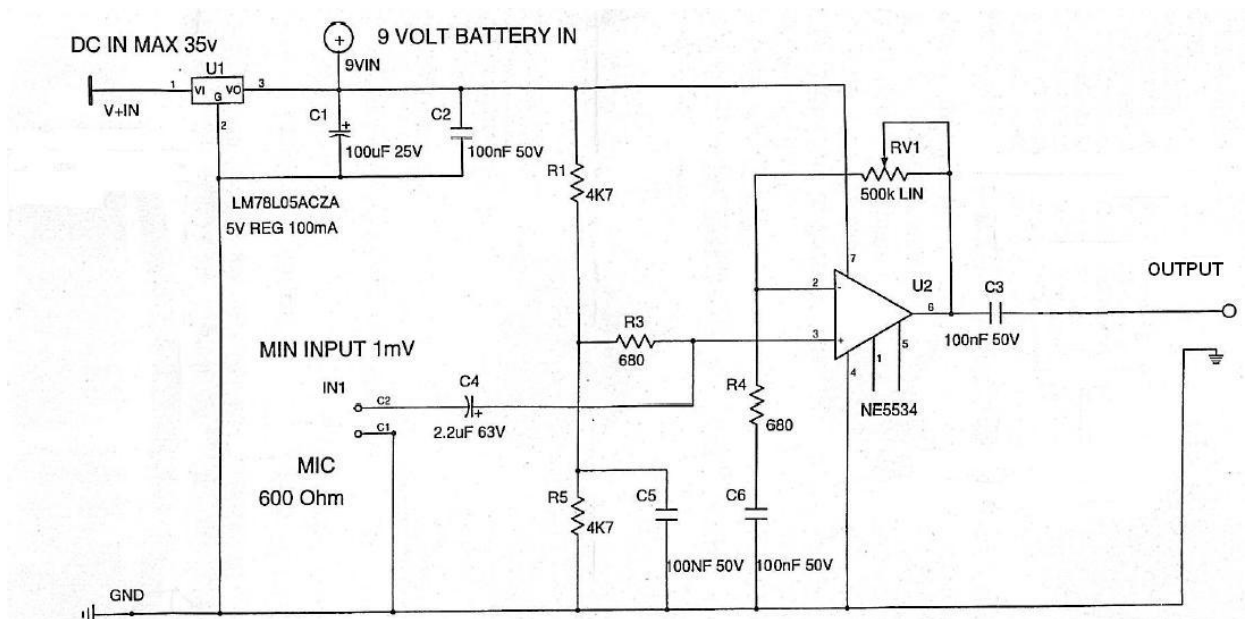 DC IN MAX 35v
9 VOLT BATTERY IN
9VIN
U1
1
VI
G
VO
3
2
V+IN
C1
+
100uF 25V
C2
100nF 50V
LM78L05ACZA
5V REG 100mA
R1
4K7
RV1
500k LIN
7
2
-
U2
6
3
+
5
1
4
NE5534
C3
100nF 50V
OUTPUT
R3
680
MIN INPUT 1mV
IN1
C2
C4
+
2.2uF 63V
C1
MIC
600 Ohm
R4
680
R5
4K7
C5
100NF 50V
C6
100nF 50V
GND